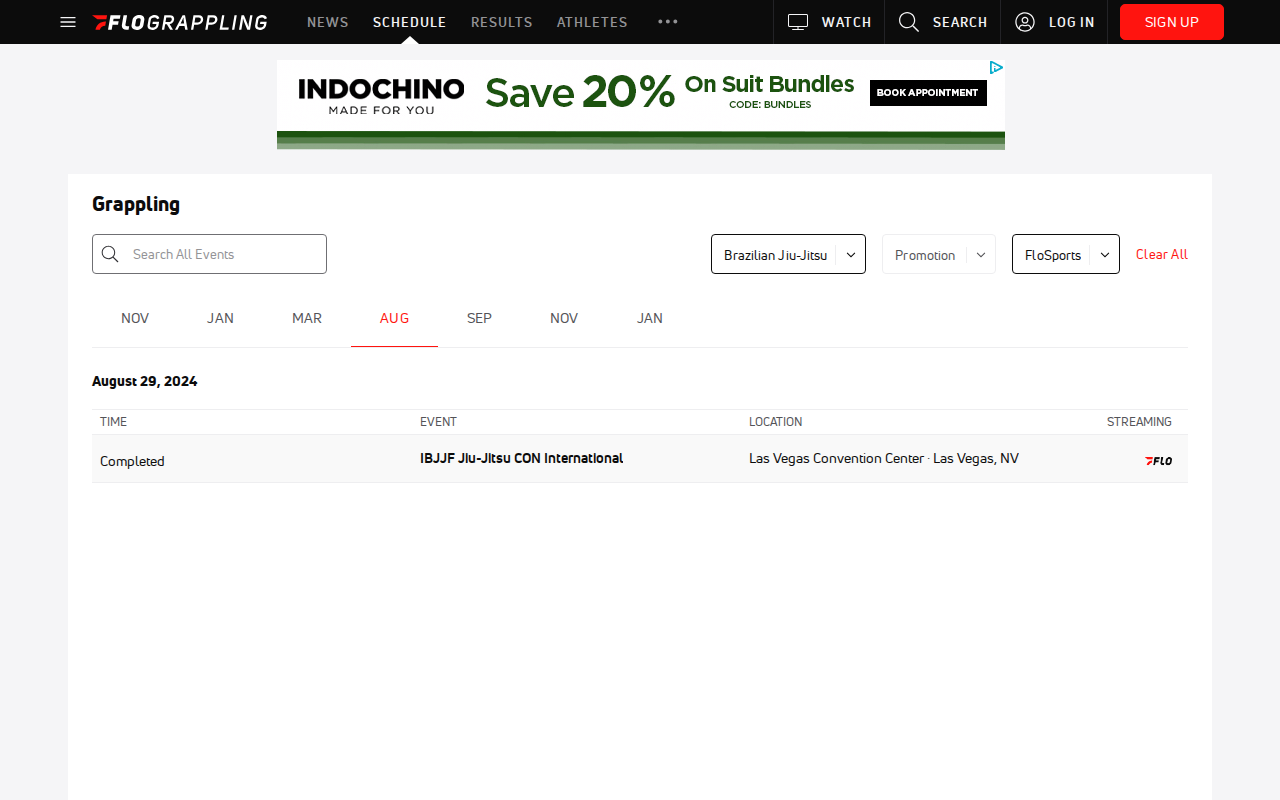 FLOGRAPPLING NEWS SCHEDULE RESULTS ATHLETES WATCH SEARCH LOG IN SIGN UP
INDOCHINO
MADE FOR YOU
Save 20%
On Suit Bundles
CODE: BUNDLES
BOOK APPOINTMENT
Grappling
Search All Events Brazilian Jiu-Jitsu Promotion FloSports Clear All
NOV JAN MAR AUG SEP NOV JAN
August 29, 2024
TIME EVENT LOCATION STREAMING
Completed IBJJF Jiu-Jitsu CON International Las Vegas Convention Center · Las Vegas, NV FLO